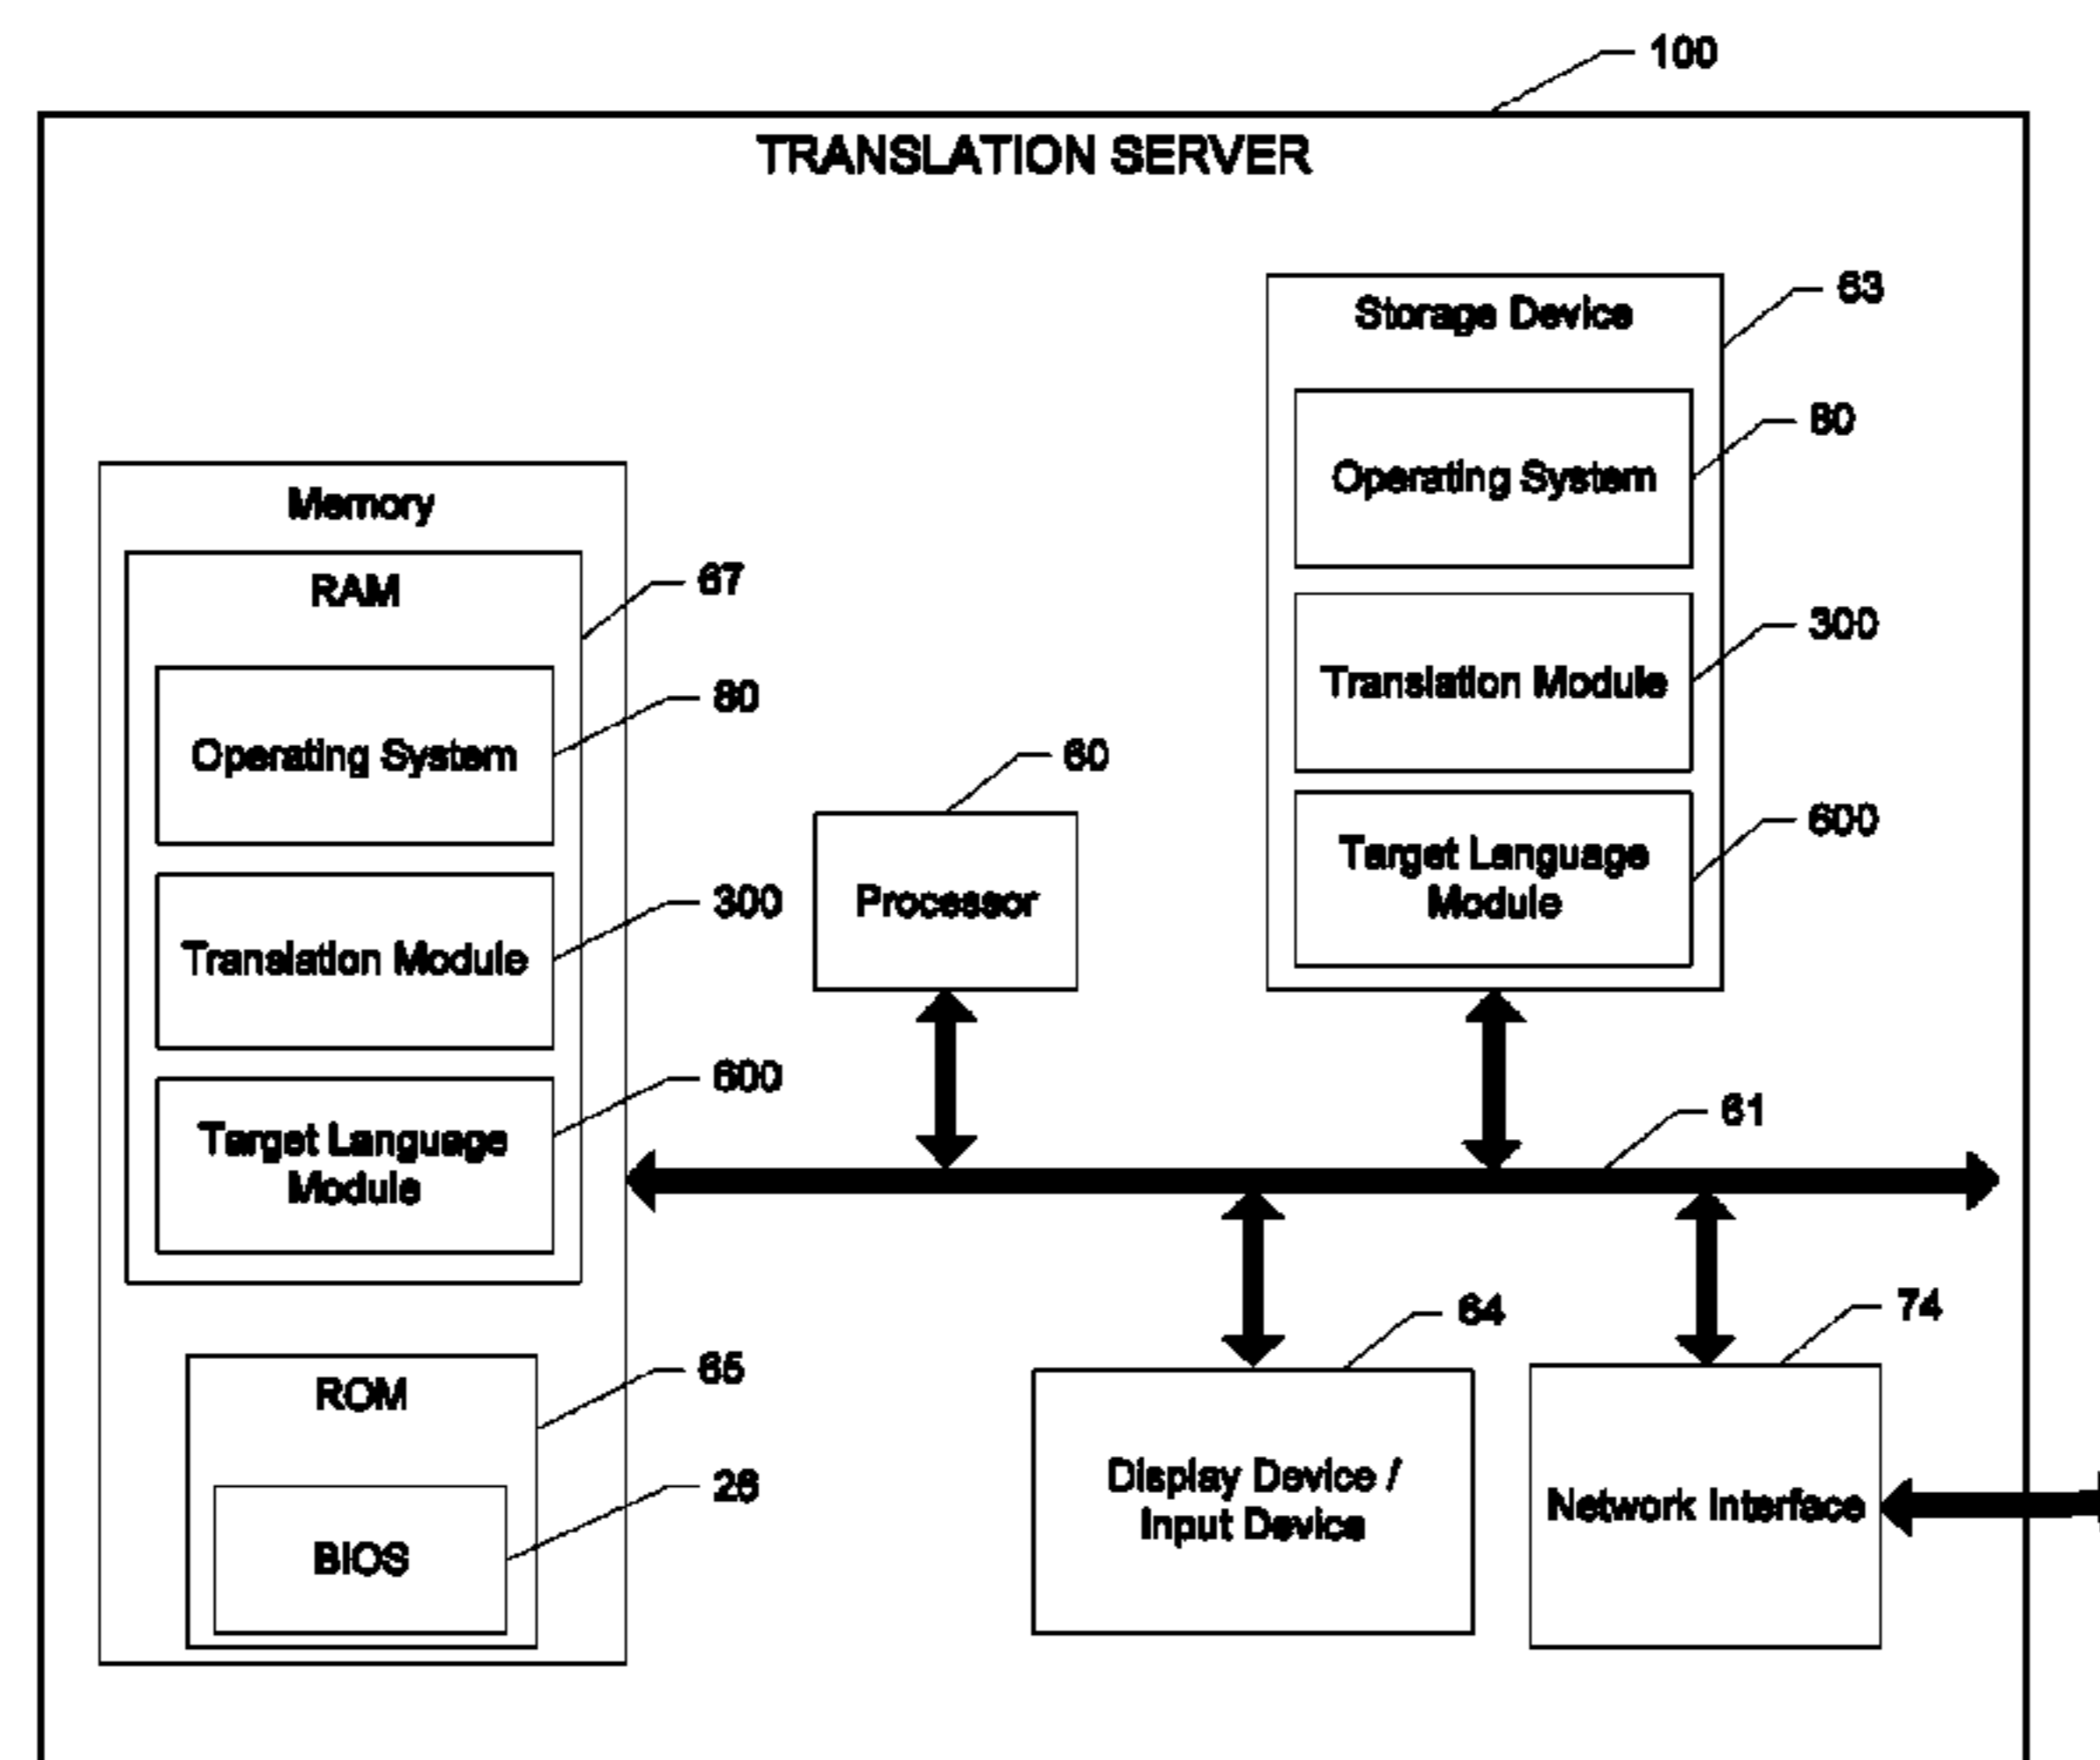 100
TRANSLATION SERVER
Storage Device
63
Operating System
80
Translation Module
300
Target Language
Module
600
Memory
RAM
67
Operating System
80
Translation Module
300
Target Language
Module
600
ROM
65
BIOS
26
Processor
60
61
Display Device /
Input Device
64
Network Interface
74